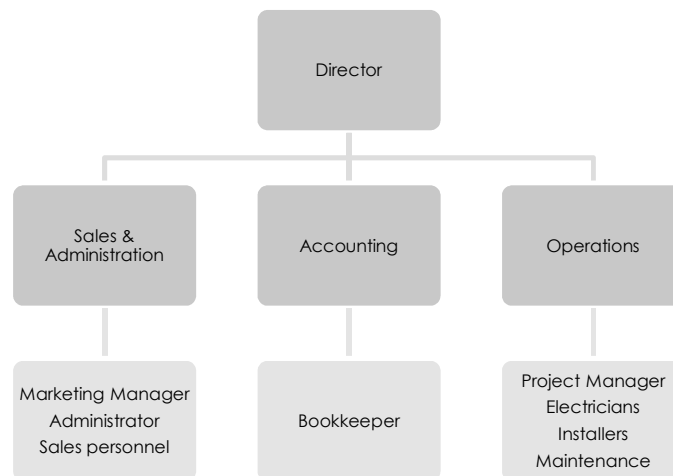 Director
Sales &
Administration
Accounting
Operations
Marketing Manager
Administrator
Sales personnel
Bookkeeper
Project Manager
Electricians
Installers
Maintenance